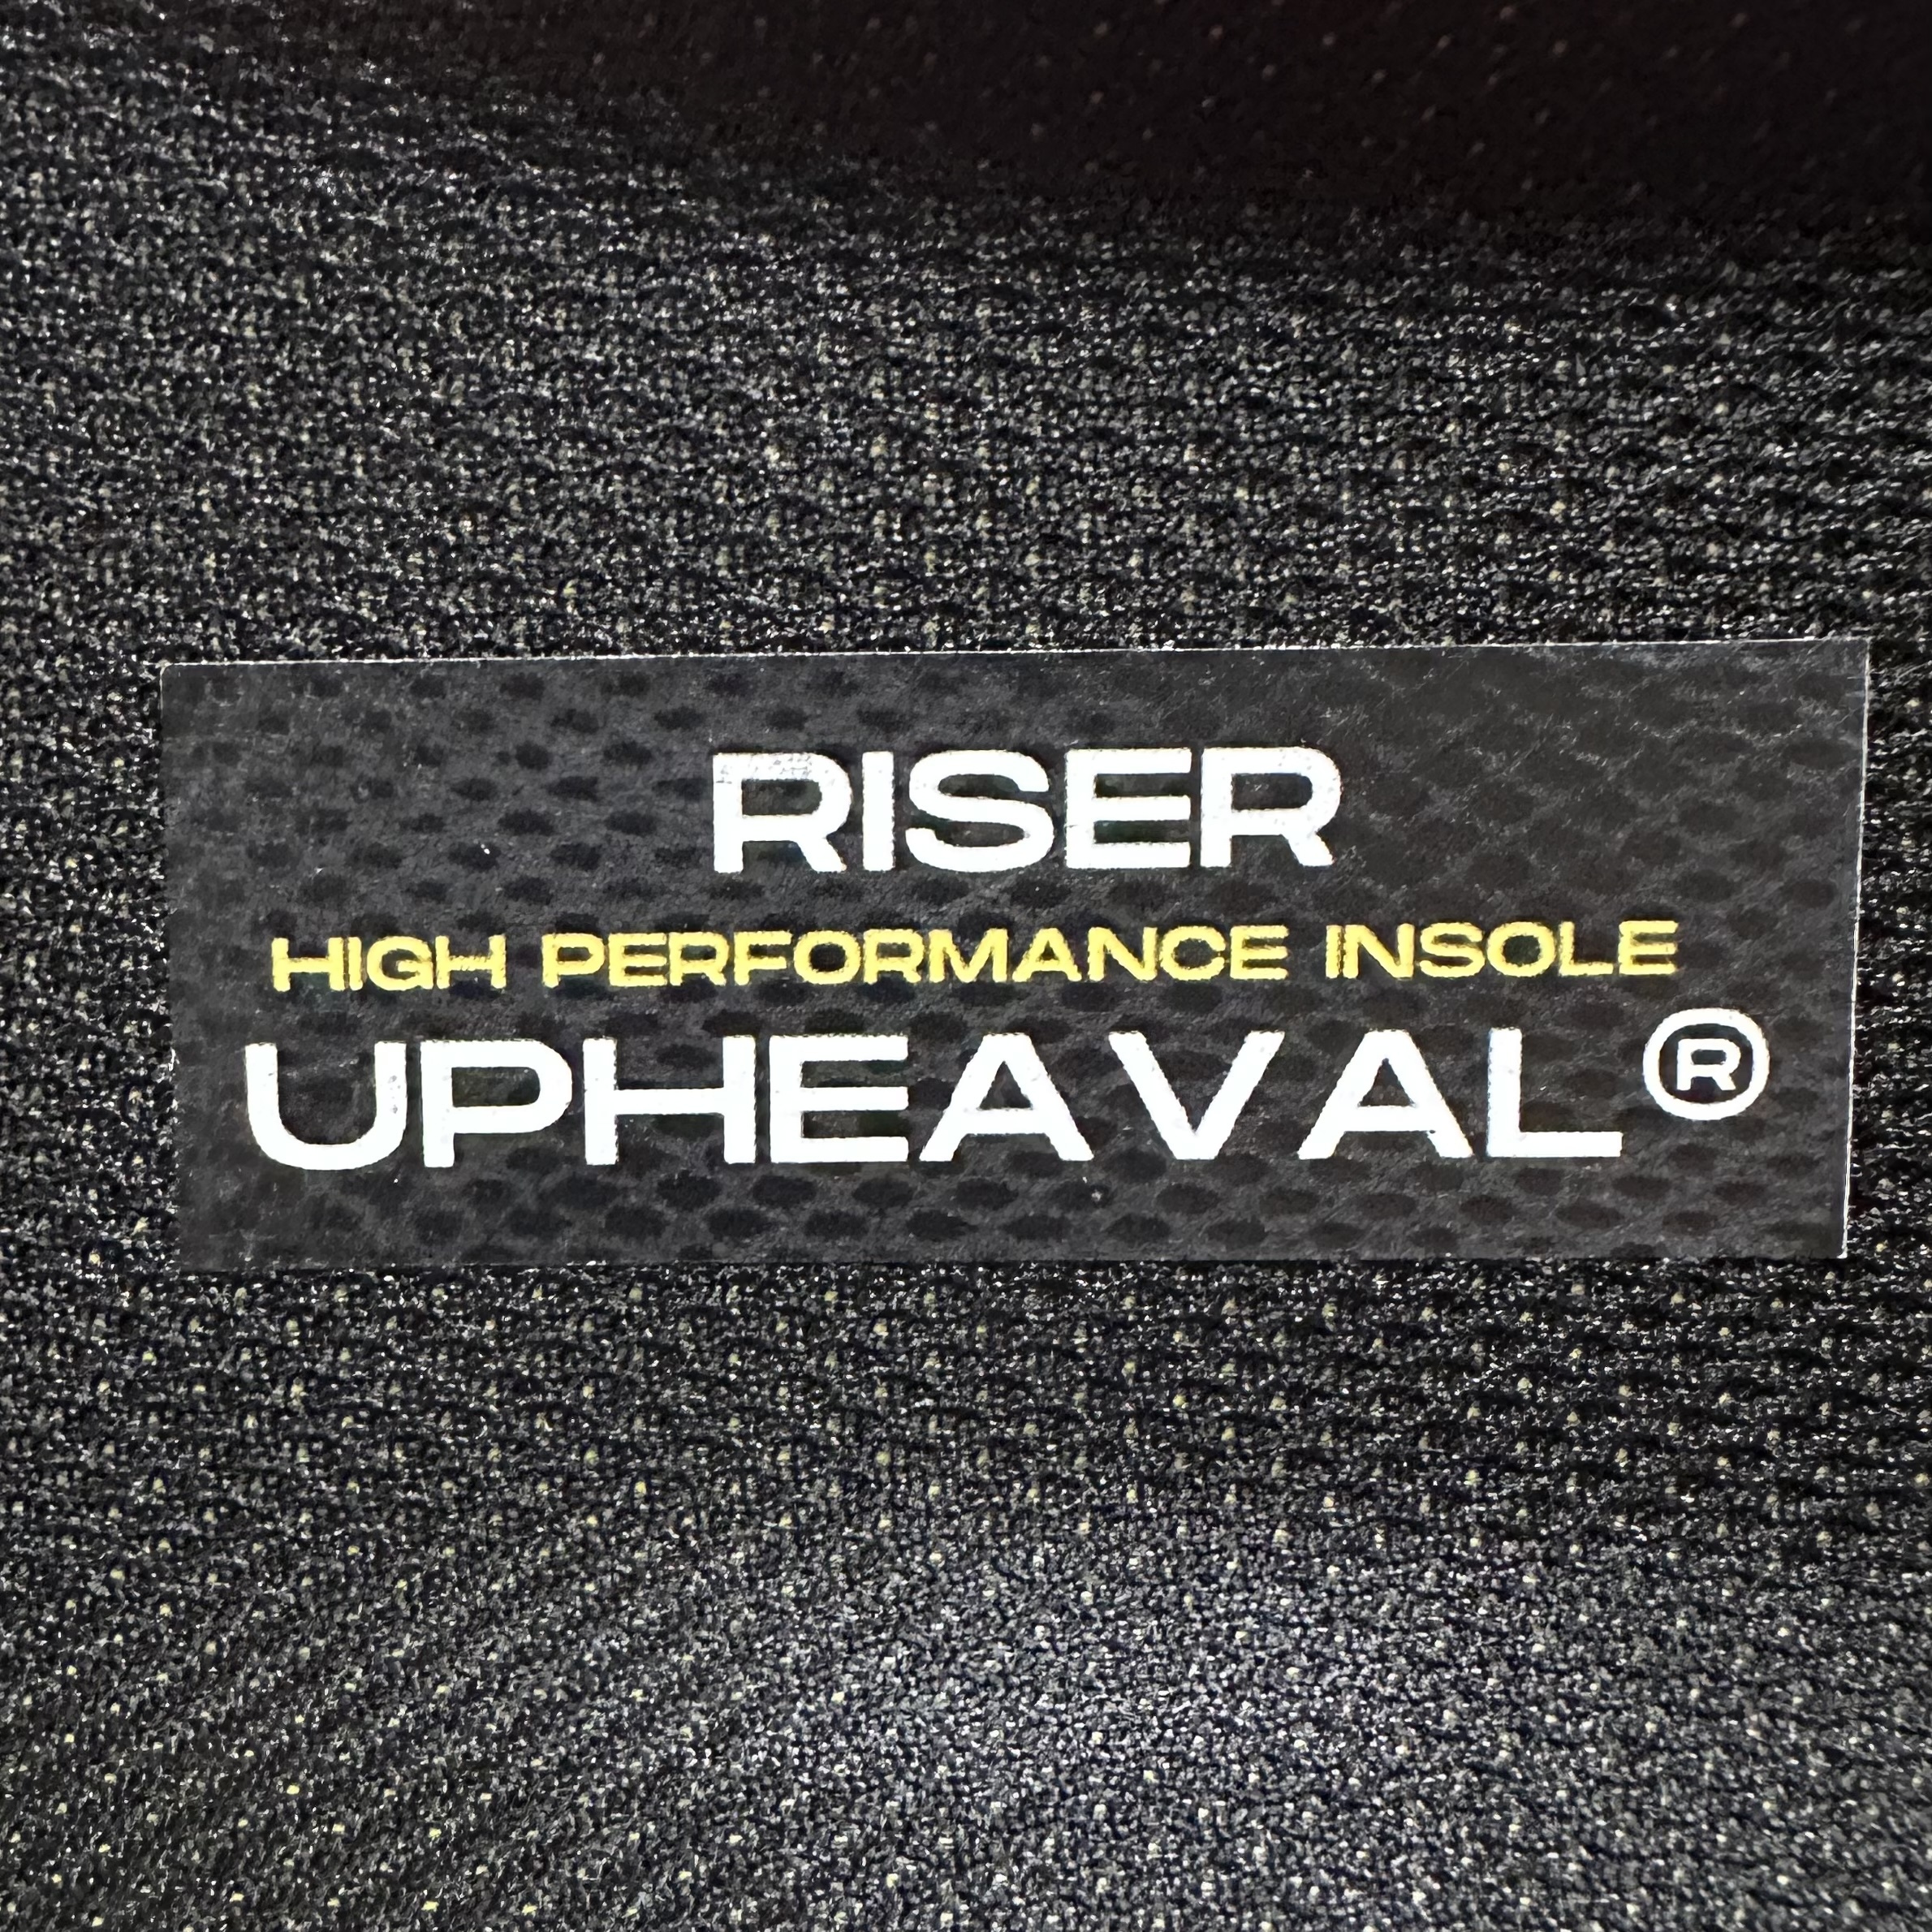 RISER
HIGH PERFORMANCE INSOLE
UPHEAVAL®